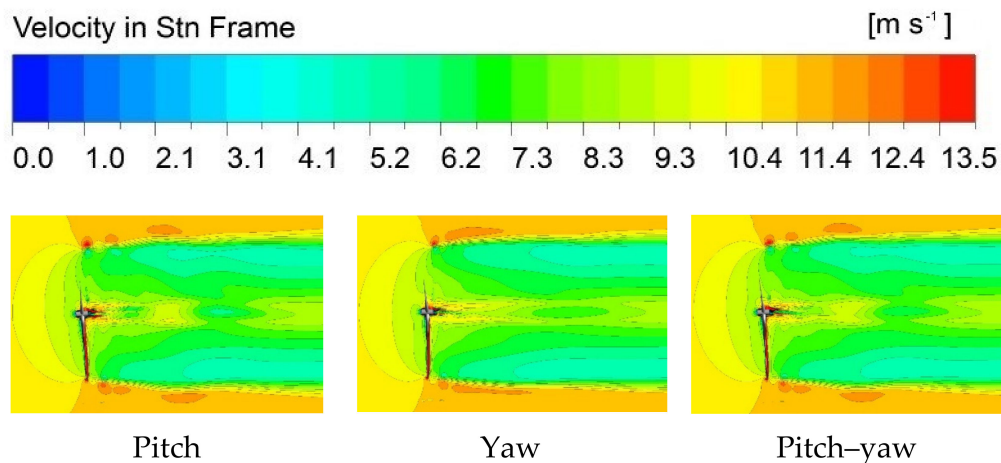 Velocity in Stn Frame [m s⁻¹]
0.0 1.0 2.1 3.1 4.1 5.2 6.2 7.3 8.3 9.3 10.4 11.4 12.4 13.5
Pitch Yaw Pitch–yaw